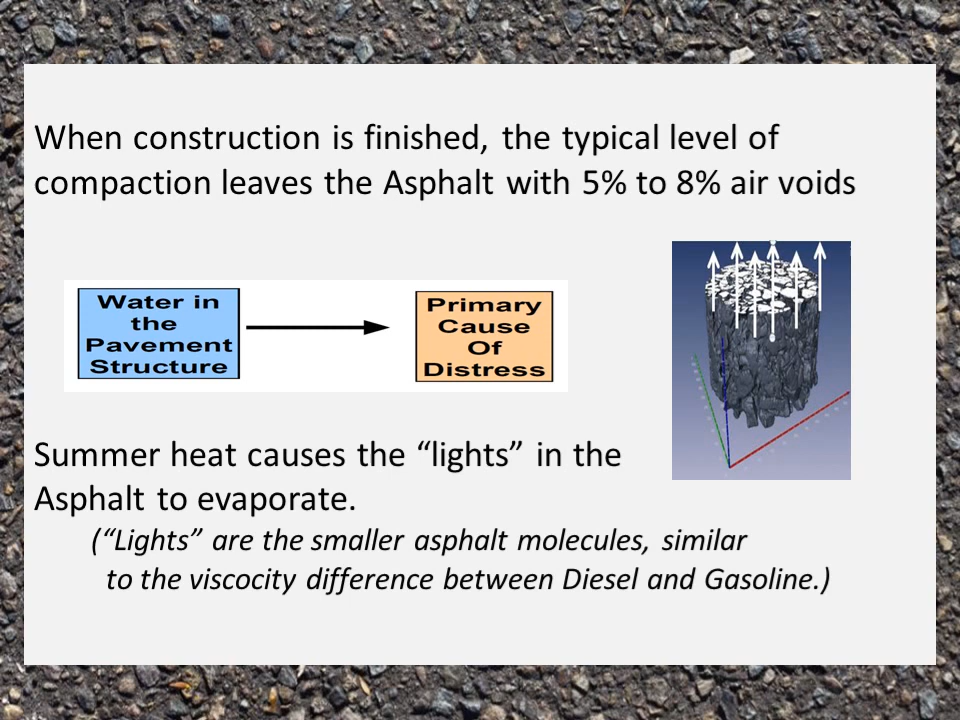 When construction is finished, the typical level of
compaction leaves the Asphalt with 5% to 8% air voids
Water in
the
Pavement
Structure
Primary
Cause
Of
Distress
Summer heat causes the “lights” in the
Asphalt to evaporate.
(“Lights” are the smaller asphalt molecules, similar
to the viscocity difference between Diesel and Gasoline.)